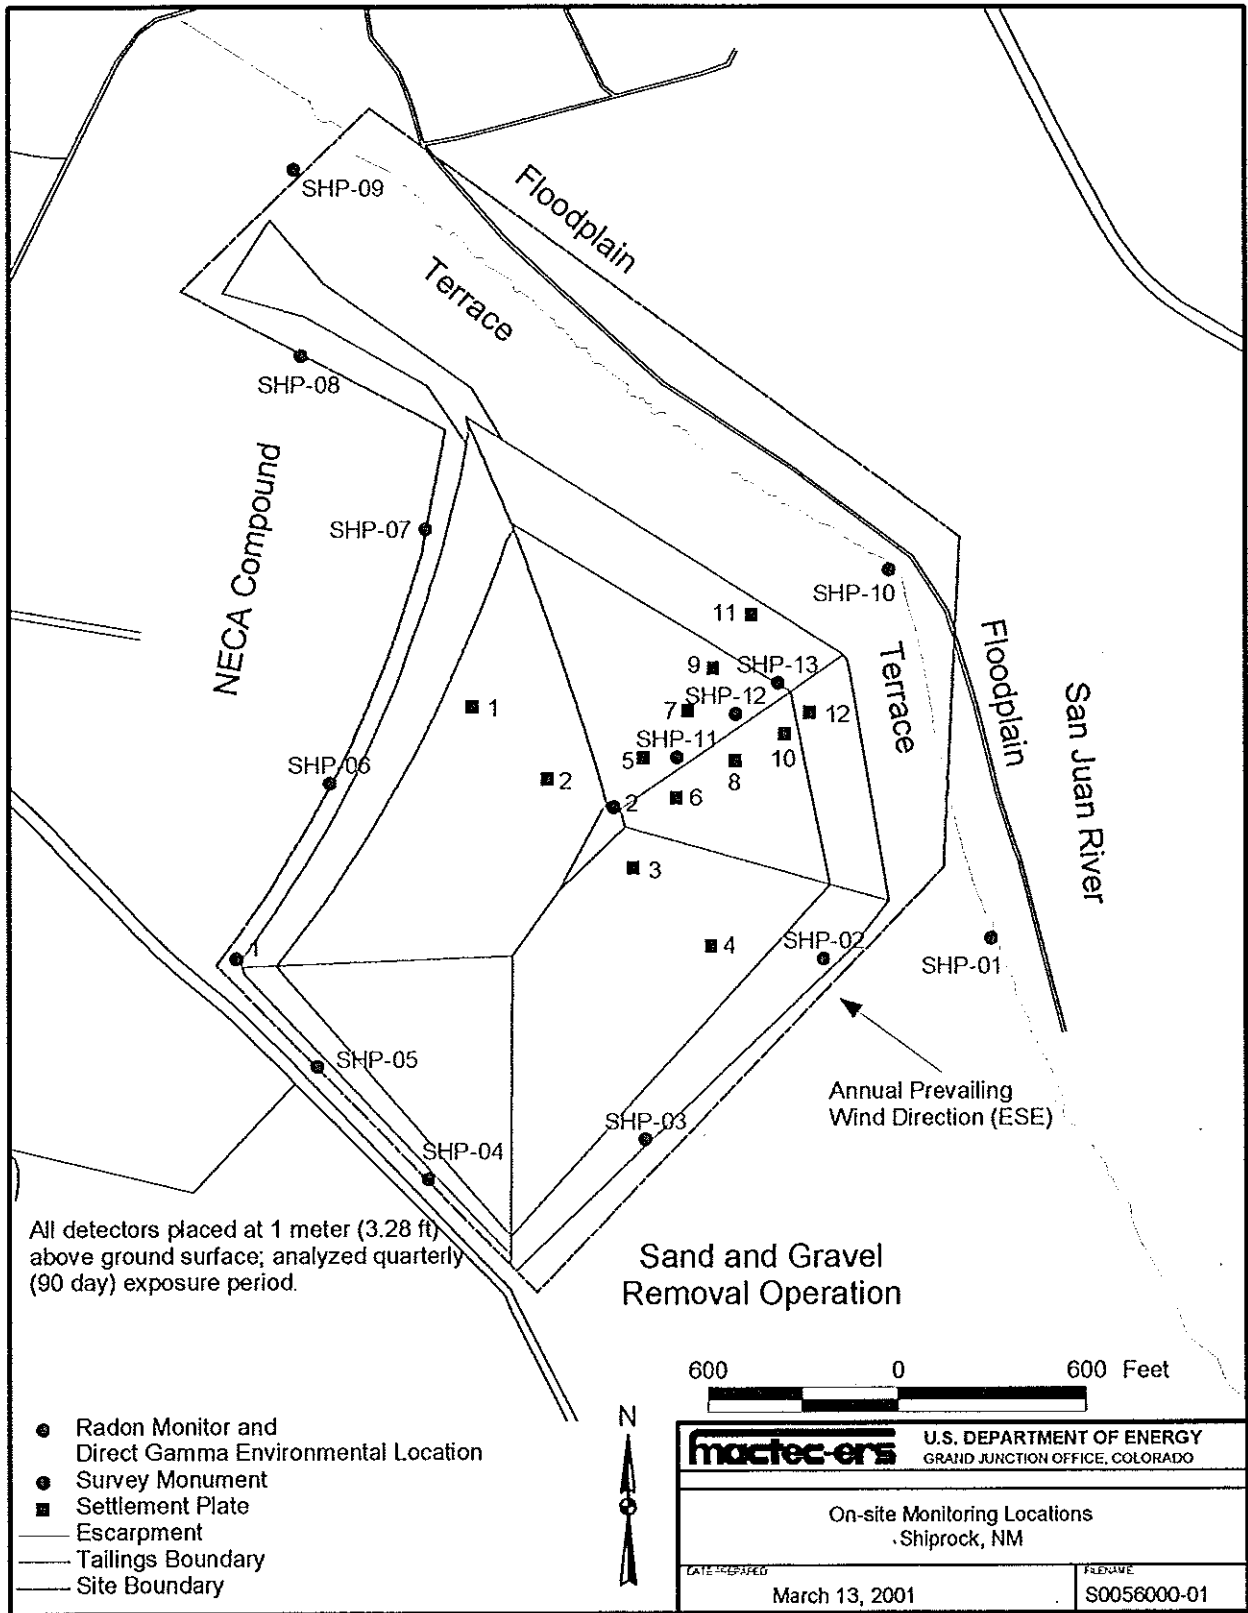 SHP-09
Floodplain
Terrace
SHP-08
NECA Compound
SHP-07
SHP-10
11
Terrace
Floodplain
9
SHP-13
San Juan River
1
7
SHP-12
12
SHP-11
10
SHP-06
5
8
2
6
2
3
4
SHP-02
1
SHP-01
SHP-05
Annual Prevailing
Wind Direction (ESE)
SHP-03
SHP-04
All detectors placed at 1 meter (3.28 ft)
above ground surface; analyzed quarterly
(90 day) exposure period.
Sand and Gravel
Removal Operation
600 0 600 Feet
Radon Monitor and
Direct Gamma Environmental Location
Survey Monument
Settlement Plate
Escarpment
Tailings Boundary
Site Boundary
N
mactec-ers
U.S. DEPARTMENT OF ENERGY
GRAND JUNCTION OFFICE, COLORADO
On-site Monitoring Locations
Shiprock, NM
DATE PREPARED
March 13, 2001
FILENAME
S0056000-01